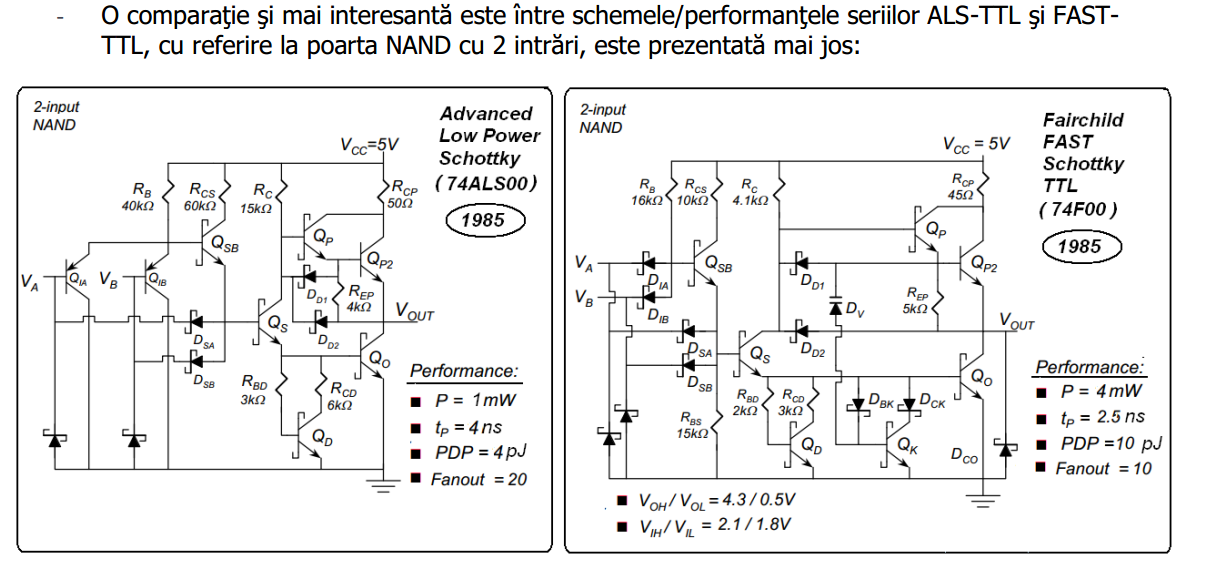 - O comparaţie şi mai interesantă este între schemele/performanţele seriilor ALS-TTL şi FAST-
TTL, cu referire la poarta NAND cu 2 intrări, este prezentată mai jos:
2-input
NAND
Advanced
Low Power
Schottky
(74ALS00)
1985
VCC=5V
RB
40kΩ
RCS
60kΩ
RC
15kΩ
RCP
50Ω
QSB
QP
QP2
VA
QIA
VB
QIB
DD1
REP
4kΩ
VOUT
DSA
QS
DD2
QO
DSB
RBD
3kΩ
RCD
6kΩ
QD
Performance:
■ P = 1mW
■ tP = 4ns
■ PDP = 4pJ
■ Fanout = 20
2-input
NAND
Fairchild
FAST
Schottky
TTL
(74F00)
1985
VCC = 5V
RB
16kΩ
RCS
10kΩ
RC
4.1kΩ
RCP
45Ω
QP
QP2
VA
DIA
QSB
DD1
VB
DIB
DV
REP
5kΩ
VOUT
DSA
QS
DD2
DSB
QO
RBD
2kΩ
RCD
3kΩ
DBK
DCK
RBS
15kΩ
QD
QK
DCO
Performance:
■ P = 4mW
■ tP = 2.5 ns
■ PDP =10 pJ
■ Fanout = 10
■ VOH / VOL = 4.3 / 0.5V
■ VIH / VIL = 2.1 / 1.8V